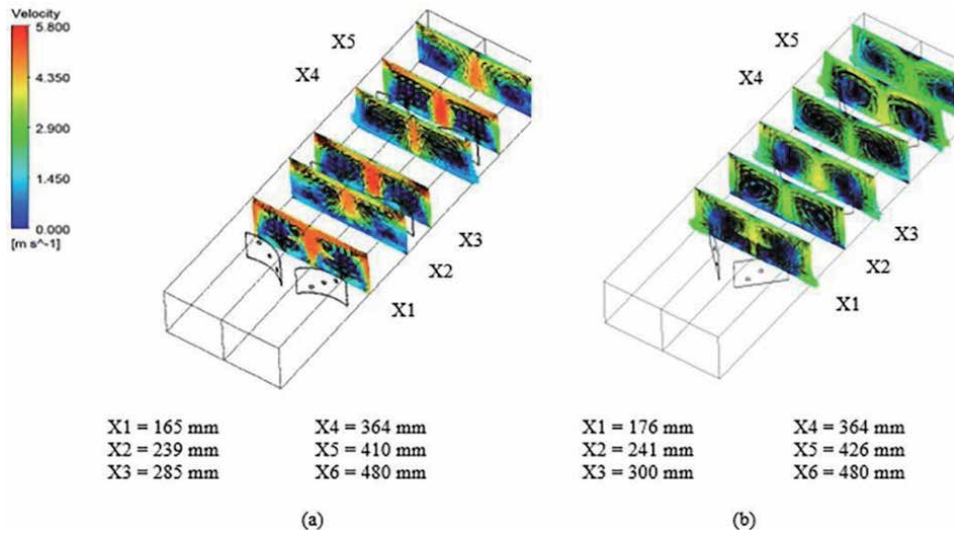 Velocity
5.800
4.350
2.900
1.450
0.000
[m s^-1]
X5
X4
X3
X2
X1
X5
X4
X3
X2
X1
X1 = 165 mm X4 = 364 mm
X2 = 239 mm X5 = 410 mm
X3 = 285 mm X6 = 480 mm
(a)
X1 = 176 mm X4 = 364 mm
X2 = 241 mm X5 = 426 mm
X3 = 300 mm X6 = 480 mm
(b)